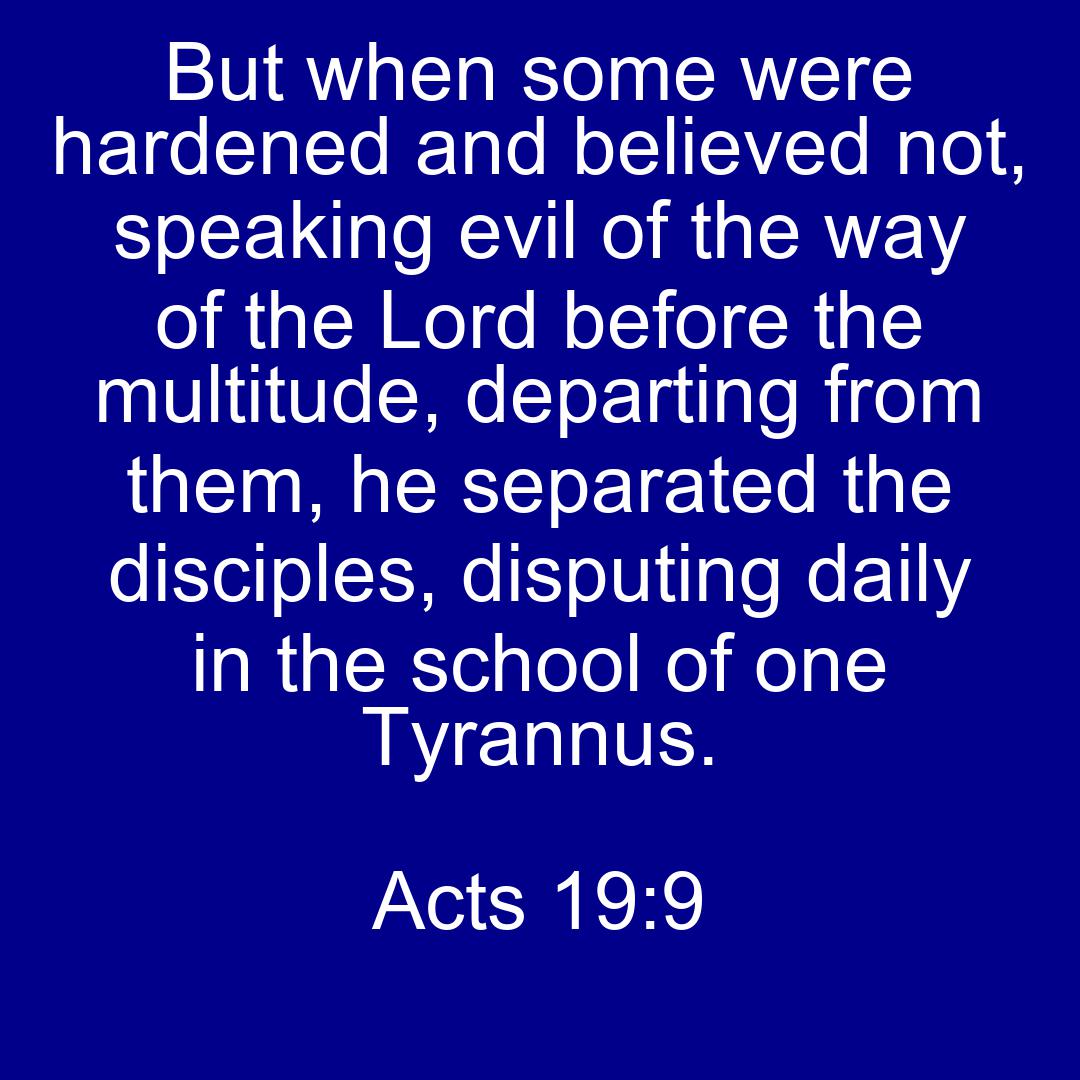 But when some were
hardened and believed not,
speaking evil of the way
of the Lord before the
multitude, departing from
them, he separated the
disciples, disputing daily
in the school of one
Tyrannus.
Acts 19:9